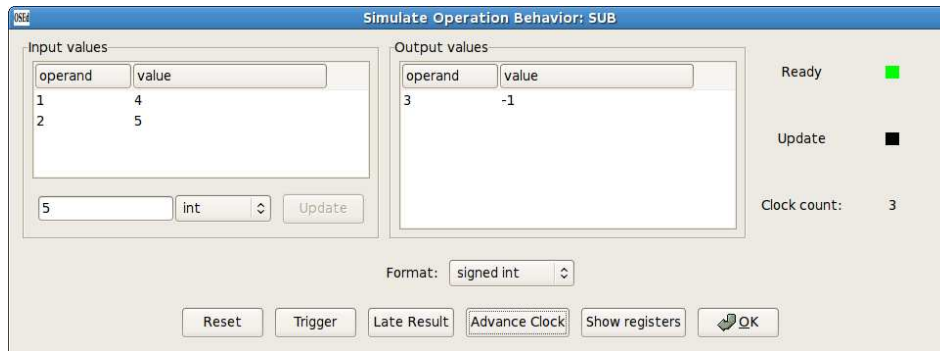 OSEd Simulate Operation Behavior: SUB
Input values
operand value
1 4
2 5
5 int Update
Output values
operand value
3 -1
Ready
Update
Clock count: 3
Format: signed int
Reset Trigger Late Result Advance Clock Show registers OK